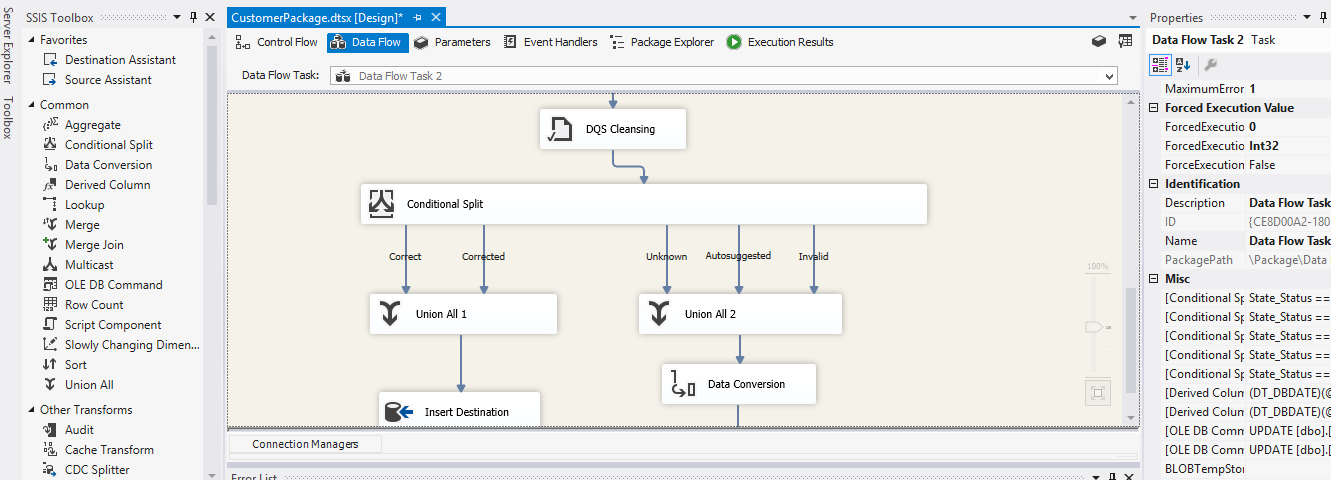 Server Explorer
Toolbox
SSIS Toolbox
Favorites
Destination Assistant
Source Assistant
Common
Aggregate
Conditional Split
Data Conversion
Derived Column
Lookup
Merge
Merge Join
Multicast
OLE DB Command
Row Count
Script Component
Slowly Changing Dimen...
Sort
Union All
Other Transforms
Audit
Cache Transform
CDC Splitter
CustomerPackage.dtsx [Design]*
Control Flow Data Flow Parameters Event Handlers Package Explorer Execution Results
Data Flow Task: Data Flow Task 2
DQS Cleansing
Conditional Split
Correct Corrected Unknown Autosuggested Invalid
100%
Union All 1 Union All 2
Data Conversion
Insert Destination
Connection Managers
Error List
Properties
Data Flow Task 2 Task
MaximumError 1
Forced Execution Value
ForcedExecutio 0
ForcedExecutio Int32
ForceExecution False
Identification
Description Data Flow Task
ID {CE8D00A2-180
Name Data Flow Task
PackagePath \Package\Data
Misc
[Conditional Sp State_Status ==
[Conditional Sp State_Status ==
[Conditional Sp State_Status ==
[Conditional Sp State_Status ==
[Conditional Sp State_Status ==
[Derived Colum (DT_DBDATE)(@
[Derived Colum (DT_DBDATE)(@
[OLE DB Comm UPDATE [dbo].[
[OLE DB Comm UPDATE [dbo].[
BLOBTempStor